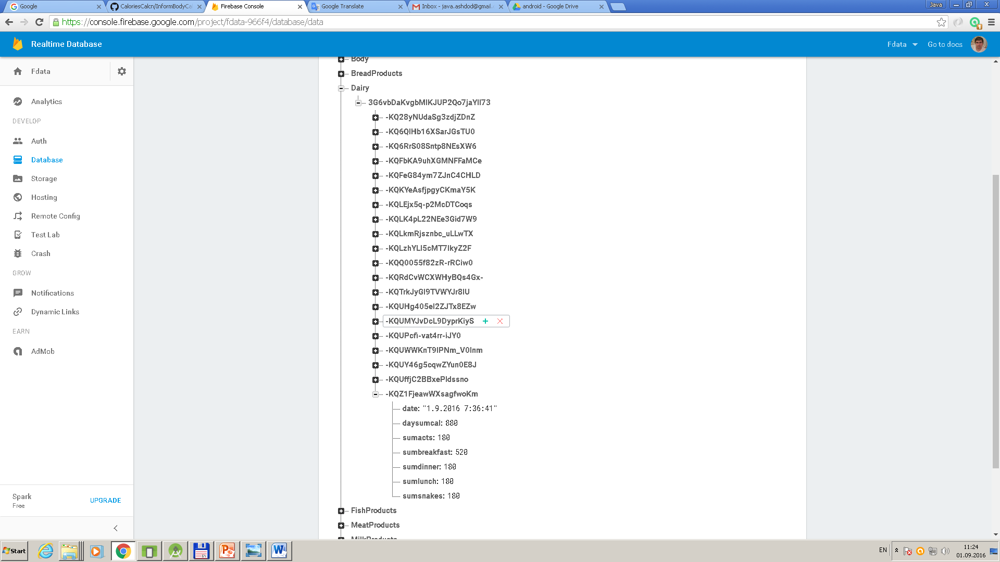 Google
CaloriesCalcn/InformBodyCa
Firebase Console
Google Translate
Inbox - java.ashdod@gmail.
android - Google Drive
Java
https://console.firebase.google.com/project/fdata-966f4/database/data
Realtime Database
Fdata
Go to docs
Fdata
Analytics
DEVELOP
Auth
Database
Storage
Hosting
Remote Config
Test Lab
Crash
GROW
Notifications
Dynamic Links
EARN
AdMob
Spark
Free
UPGRADE
Body
BreadProducts
Dairy
3G6vbDaKvgbMIKJUP2Qo7jaYIl73
-KQ28yNUdaSg3zdjZDnZ
-KQ6QIHb16XSarJGsTU0
-KQ6RrS08Sntp8NEsXW6
-KQFbKA9uhXGMNFFaMCe
-KQFeG84ym7ZJnC4CHLD
-KQKYeAsfjpgyCKmaY5K
-KQLEjx5q-p2McDTCoqs
-KQLK4pL22NEe3Gid7W9
-KQLkmRjsznbc_uLLwTX
-KQLzhYLI5cMT7IkyZ2F
-KQQ0055f82zR-rRCiw0
-KQRdCvWCXWHyBQs4Gx-
-KQTrkJyGI9TVWYJr8IU
-KQUHg405eI2ZJTx8EZw
-KQUMYJvDcL9DyprKiyS
-KQUPcfi-vat4rr-iJY0
-KQUWWKnT9IPNm_V0Inm
-KQUY46g5cqwZYun0E8J
-KQUffjC2BBxePIdssno
-KQZ1FjeawWXsagfwoKm
date: "1.9.2016 7:36:41"
daysumcal: 880
sumacts: 180
sumbreakfast: 520
sumdinner: 180
sumlunch: 180
sumsnakes: 180
FishProducts
MeatProducts
MilkProducts
Start
EN
11:24
01.09.2016